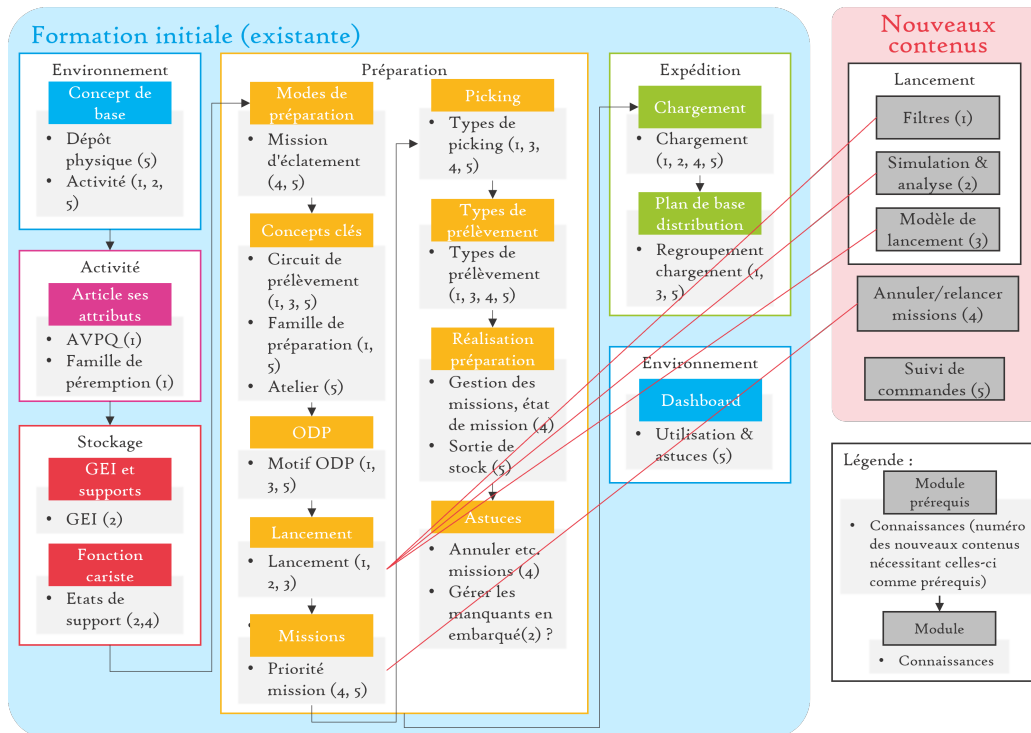 Formation initiale (existante)
Environnement
Concept de
base
• Dépôt
physique (5)
• Activité (1, 2,
5)
Activité
Article ses
attributs
• AVPQ (1)
• Famille de
péremption (1)
Stockage
GEI et
supports
• GEI (2)
Fonction
cariste
• Etats de
support (2,4)
Préparation
Modes de
préparation
• Mission
d'éclatement
(4, 5)
Concepts clés
• Circuit de
prélèvement
(1, 3, 5)
• Famille de
préparation (1,
5)
• Atelier (5)
ODP
• Motif ODP (1,
3, 5)
Lancement
• Lancement (1,
2, 3)
•
Missions
• Priorité
mission (4, 5)
Picking
• Types de
picking (1, 3,
4, 5)
Types de
prélèvement
• Types de
prélèvement
(1, 3, 4, 5)
Réalisation
préparation
• Gestion des
missions, état
de mission (4)
• Sortie de
stock (5)
Astuces
• Annuler etc.
missions (4)
• Gérer les
manquants en
embarqué(2) ?
Expédition
Chargement
• Chargement
(1, 2, 4, 5)
Plan de base
distribution
• Regroupement
chargement (1,
3, 5)
Environnement
Dashboard
• Utilisation &
astuces (5)
Nouveaux
contenus
Lancement
Filtres (1)
Simulation &
analyse (2)
Modèle de
lancement (3)
Annuler/relancer
missions (4)
Suivi de
commandes (5)
Légende :
Module
prérequis
• Connaissances (numéro
des nouveaux contenus
nécessitant celles-ci
comme prérequis)
Module
• Connaissances